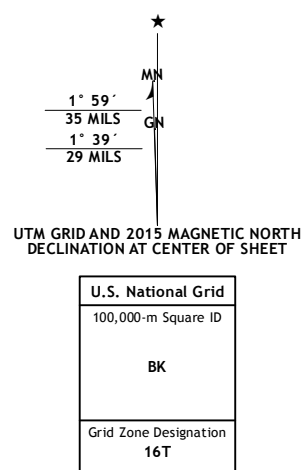 MN
1° 59´
35 MILS
GN
1° 39´
29 MILS
UTM GRID AND 2015 MAGNETIC NORTH
DECLINATION AT CENTER OF SHEET
U.S. National Grid
100,000-m Square ID
BK
Grid Zone Designation
16T